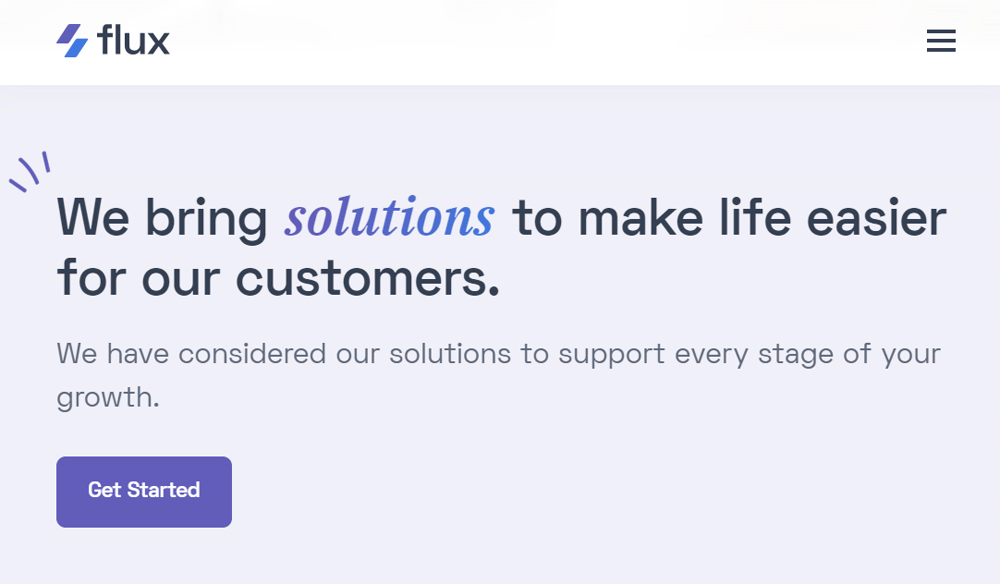 flux
We bring solutions to make life easier
for our customers.
We have considered our solutions to support every stage of your
growth.
Get Started